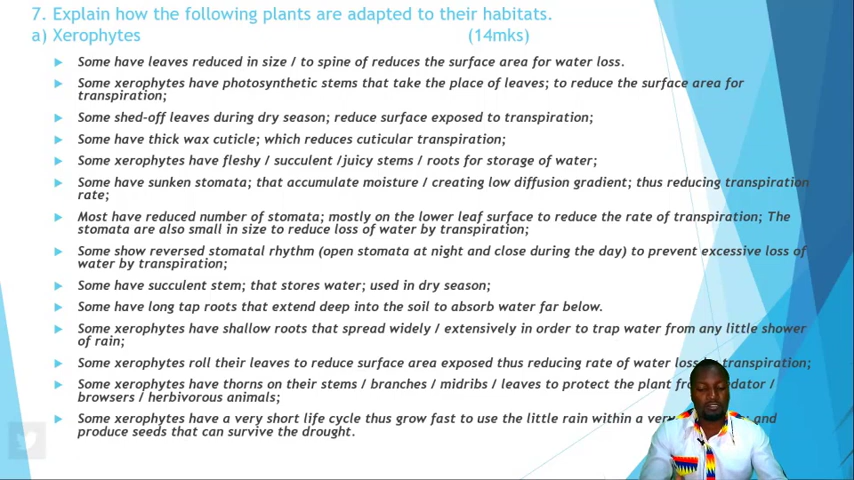 7. Explain how the following plants are adapted to their habitats.
a) Xerophytes (14mks)
Some have leaves reduced in size / to spine of reduces the surface area for water loss.
Some xerophytes have photosynthetic stems that take the place of leaves; to reduce the surface area for
transpiration;
Some shed-off leaves during dry season; reduce surface exposed to transpiration;
Some have thick wax cuticle; which reduces cuticular transpiration;
Some xerophytes have fleshy / succulent /juicy stems / roots for storage of water;
Some have sunken stomata; that accumulate moisture / creating low diffusion gradient; thus reducing transpiration
rate;
Most have reduced number of stomata; mostly on the lower leaf surface to reduce the rate of transpiration; The
stomata are also small in size to reduce loss of water by transpiration;
Some show reversed stomatal rhythm (open stomata at night and close during the day) to prevent excessive loss of
water by transpiration;
Some have succulent stem; that stores water; used in dry season;
Some have long tap roots that extend deep into the soil to absorb water far below.
Some xerophytes have shallow roots that spread widely / extensively in order to trap water from any little shower
of rain;
Some xerophytes roll their leaves to reduce surface area exposed thus reducing rate of water loss transpiration;
Some xerophytes have thorns on their stems / branches / midribs / leaves to protect the plant /
browsers / herbivorous animals;
Some xerophytes have a very short life cycle thus grow fast to use the little rain within a and
produce seeds that can survive the drought.